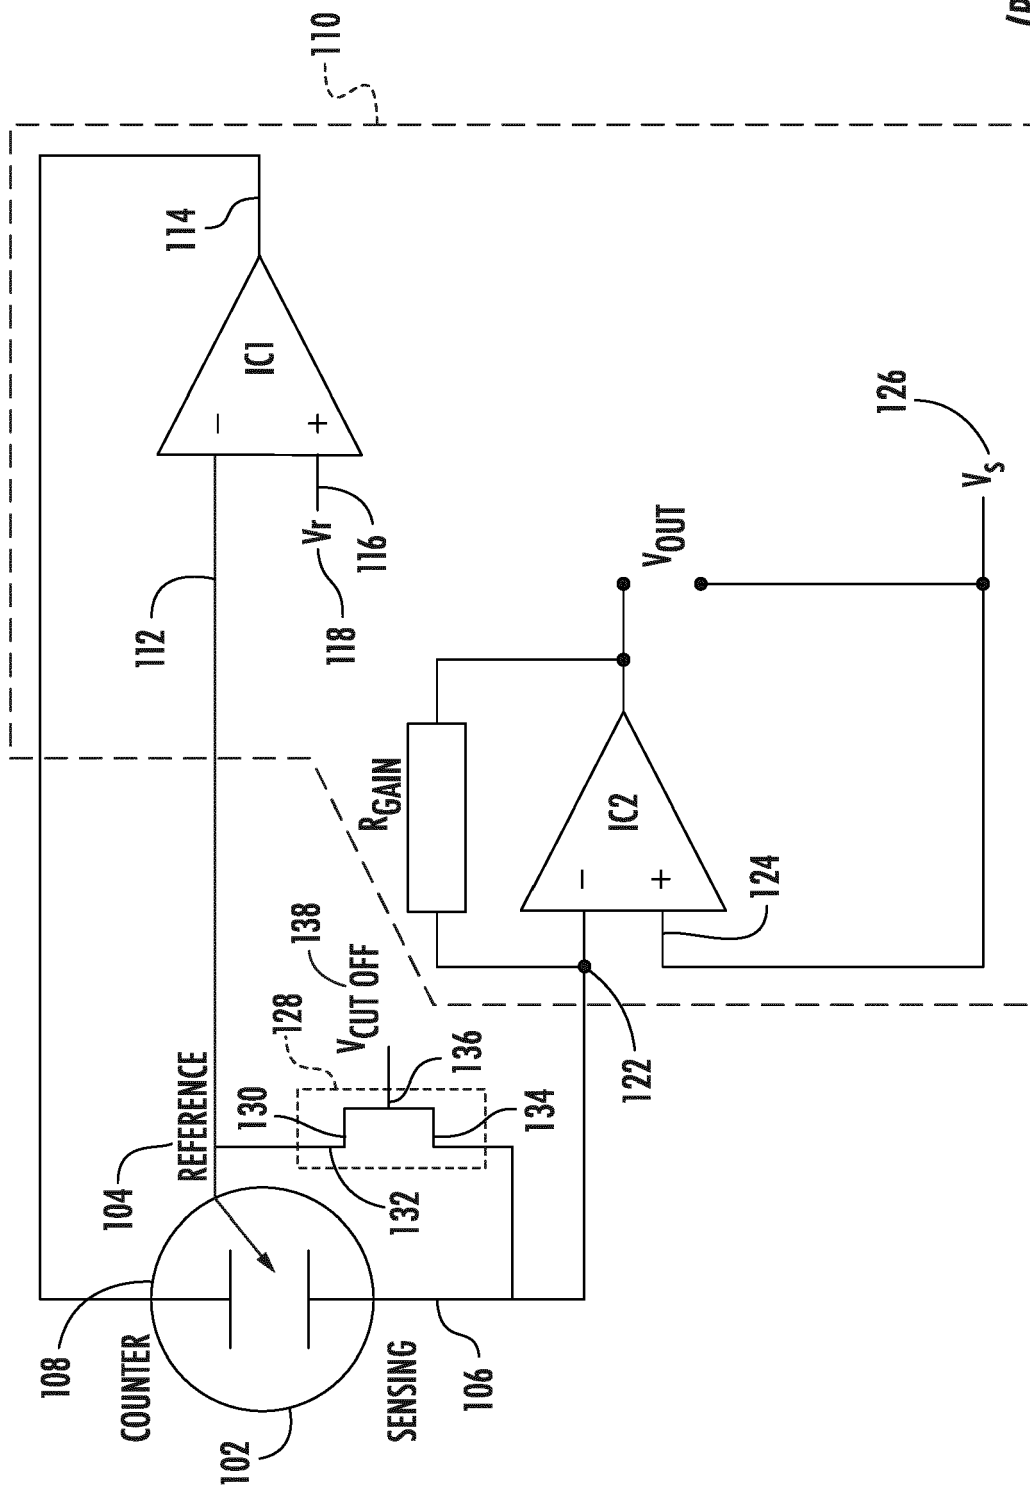 108
104
COUNTER
112
114
REFERENCE
102
−
IC1
110
+
Vr
128
138
118
130
VCUT OFF
116
RGAIN
SENSING
132
106
136
134
−
IC2
122
+
VOUT
124
126
Vs